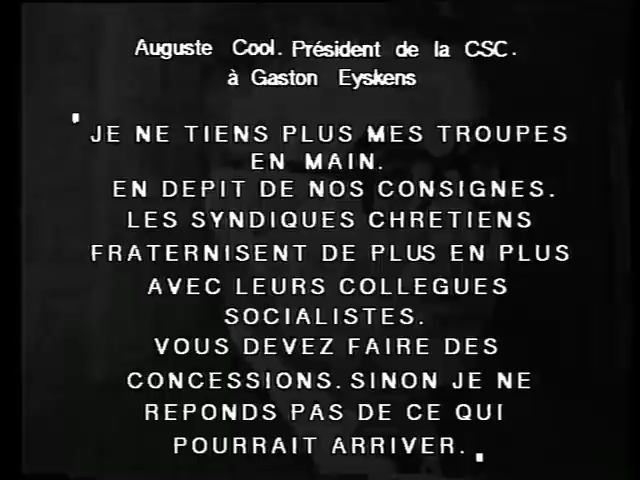 Auguste Cool. Président de la CSC.
à Gaston Eyskens
" JE NE TIENS PLUS MES TROUPES
EN MAIN.
EN DEPIT DE NOS CONSIGNES.
LES SYNDIQUES CHRETIENS
FRATERNISENT DE PLUS EN PLUS
AVEC LEURS COLLEGUES
SOCIALISTES.
VOUS DEVEZ FAIRE DES
CONCESSIONS. SINON JE NE
REPONDS PAS DE CE QUI
POURRAIT ARRIVER. "